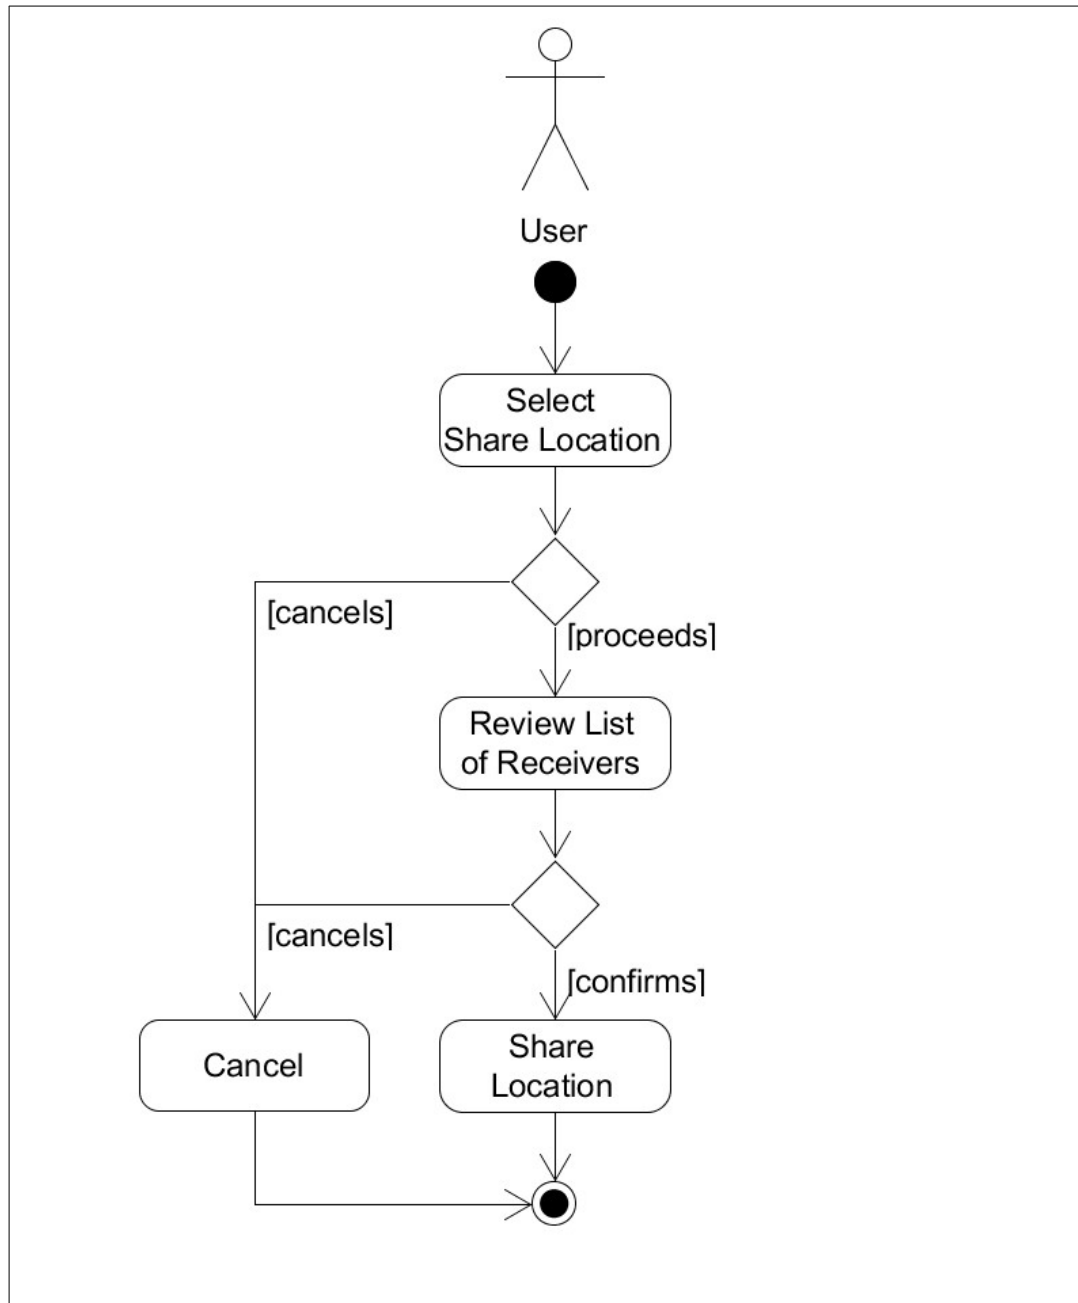 User
Select
Share Location
[cancels]
[proceeds]
Review List
of Receivers
[cancels]
[confirms]
Cancel
Share
Location